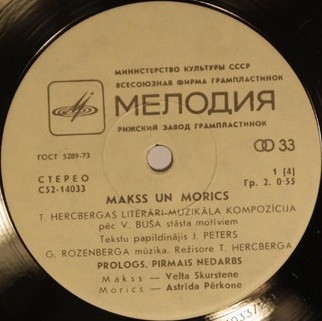 МИНИСТЕРСТВО КУЛЬТУРЫ СССР
ВСЕСОЮЗНАЯ ФИРМА ГРАМПЛАСТИНОК
МЕЛОДИЯ
РИЖСКИЙ ЗАВОД ГРАМПЛАСТИНОК
ГОСТ 5289-73
33
СТЕРЕО
С52-14033
1 [4]
Гр. 2. 0-55
MAKSS UN MORICS
T. HERCBERGAS LITERĀRI-MUZIKĀLA KOMPOZĪCIJA
pēc V. BUŠA stāsta motīviem
Tekstu papildinājis J. PETERS
G. ROZENBERGA mūzika. Režisore T. HERCBERGA
PROLOGS, PIRMAIS NEDARBS
Makss — Velta Skurstene
Morics — Astrīda Pērkone